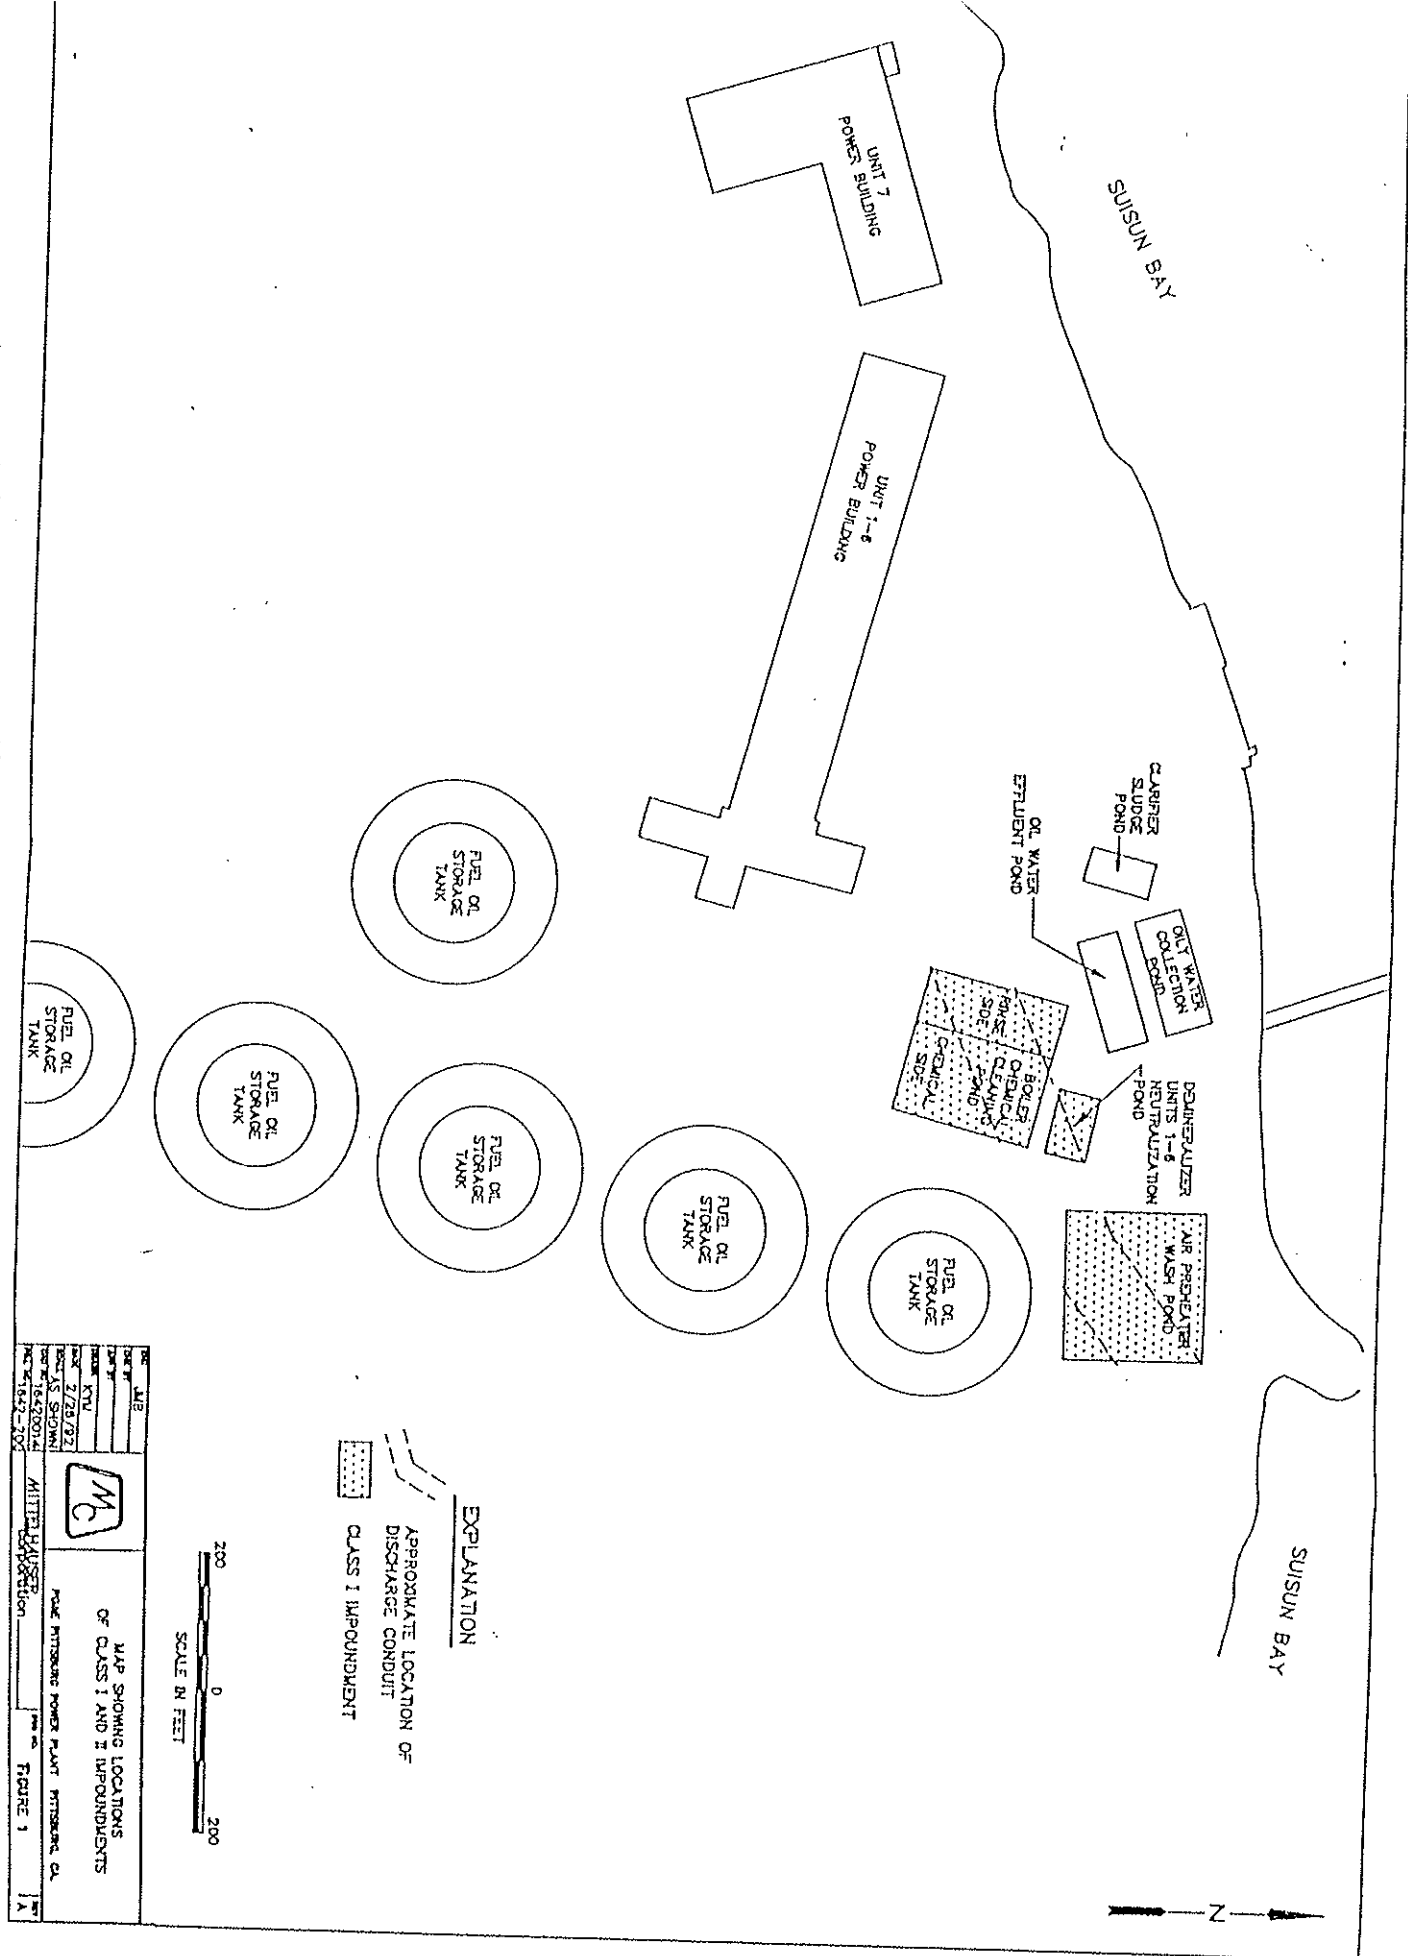 SUISUN BAY
UNIT 7
POWER BUILDING
UNIT 1-6
POWER BUILDING
CLARIFIER
SLUDGE
POND
OIL WATER
EFFLUENT POND
OILY WATER
COLLECTION
POND
RINSE
SIDE
BOILER
CHEMICAL
CLEANING
POND
CHEMICAL
SIDE
DEMINERALIZER
UNITS 1-6
NEUTRALIZATION
POND
AIR PREHEATER
WASH POND
SUISUN BAY
FUEL OIL
STORAGE
TANK
FUEL OIL
STORAGE
TANK
FUEL OIL
STORAGE
TANK
FUEL OIL
STORAGE
TANK
FUEL OIL
STORAGE
TANK
FUEL OIL
STORAGE
TANK
EXPLANATION
APPROXIMATE LOCATION OF
DISCHARGE CONDUIT
CLASS I IMPOUNDMENT
200 0 200
SCALE IN FEET
N
JMB
2/28/92
AS SHOWN
MC
MITTELHAUSER
corporation
MAP SHOWING LOCATIONS
OF CLASS I AND II IMPOUNDMENTS
PG&E PITTSBURG POWER PLANT PITTSBURG, CA
FIGURE 1
A